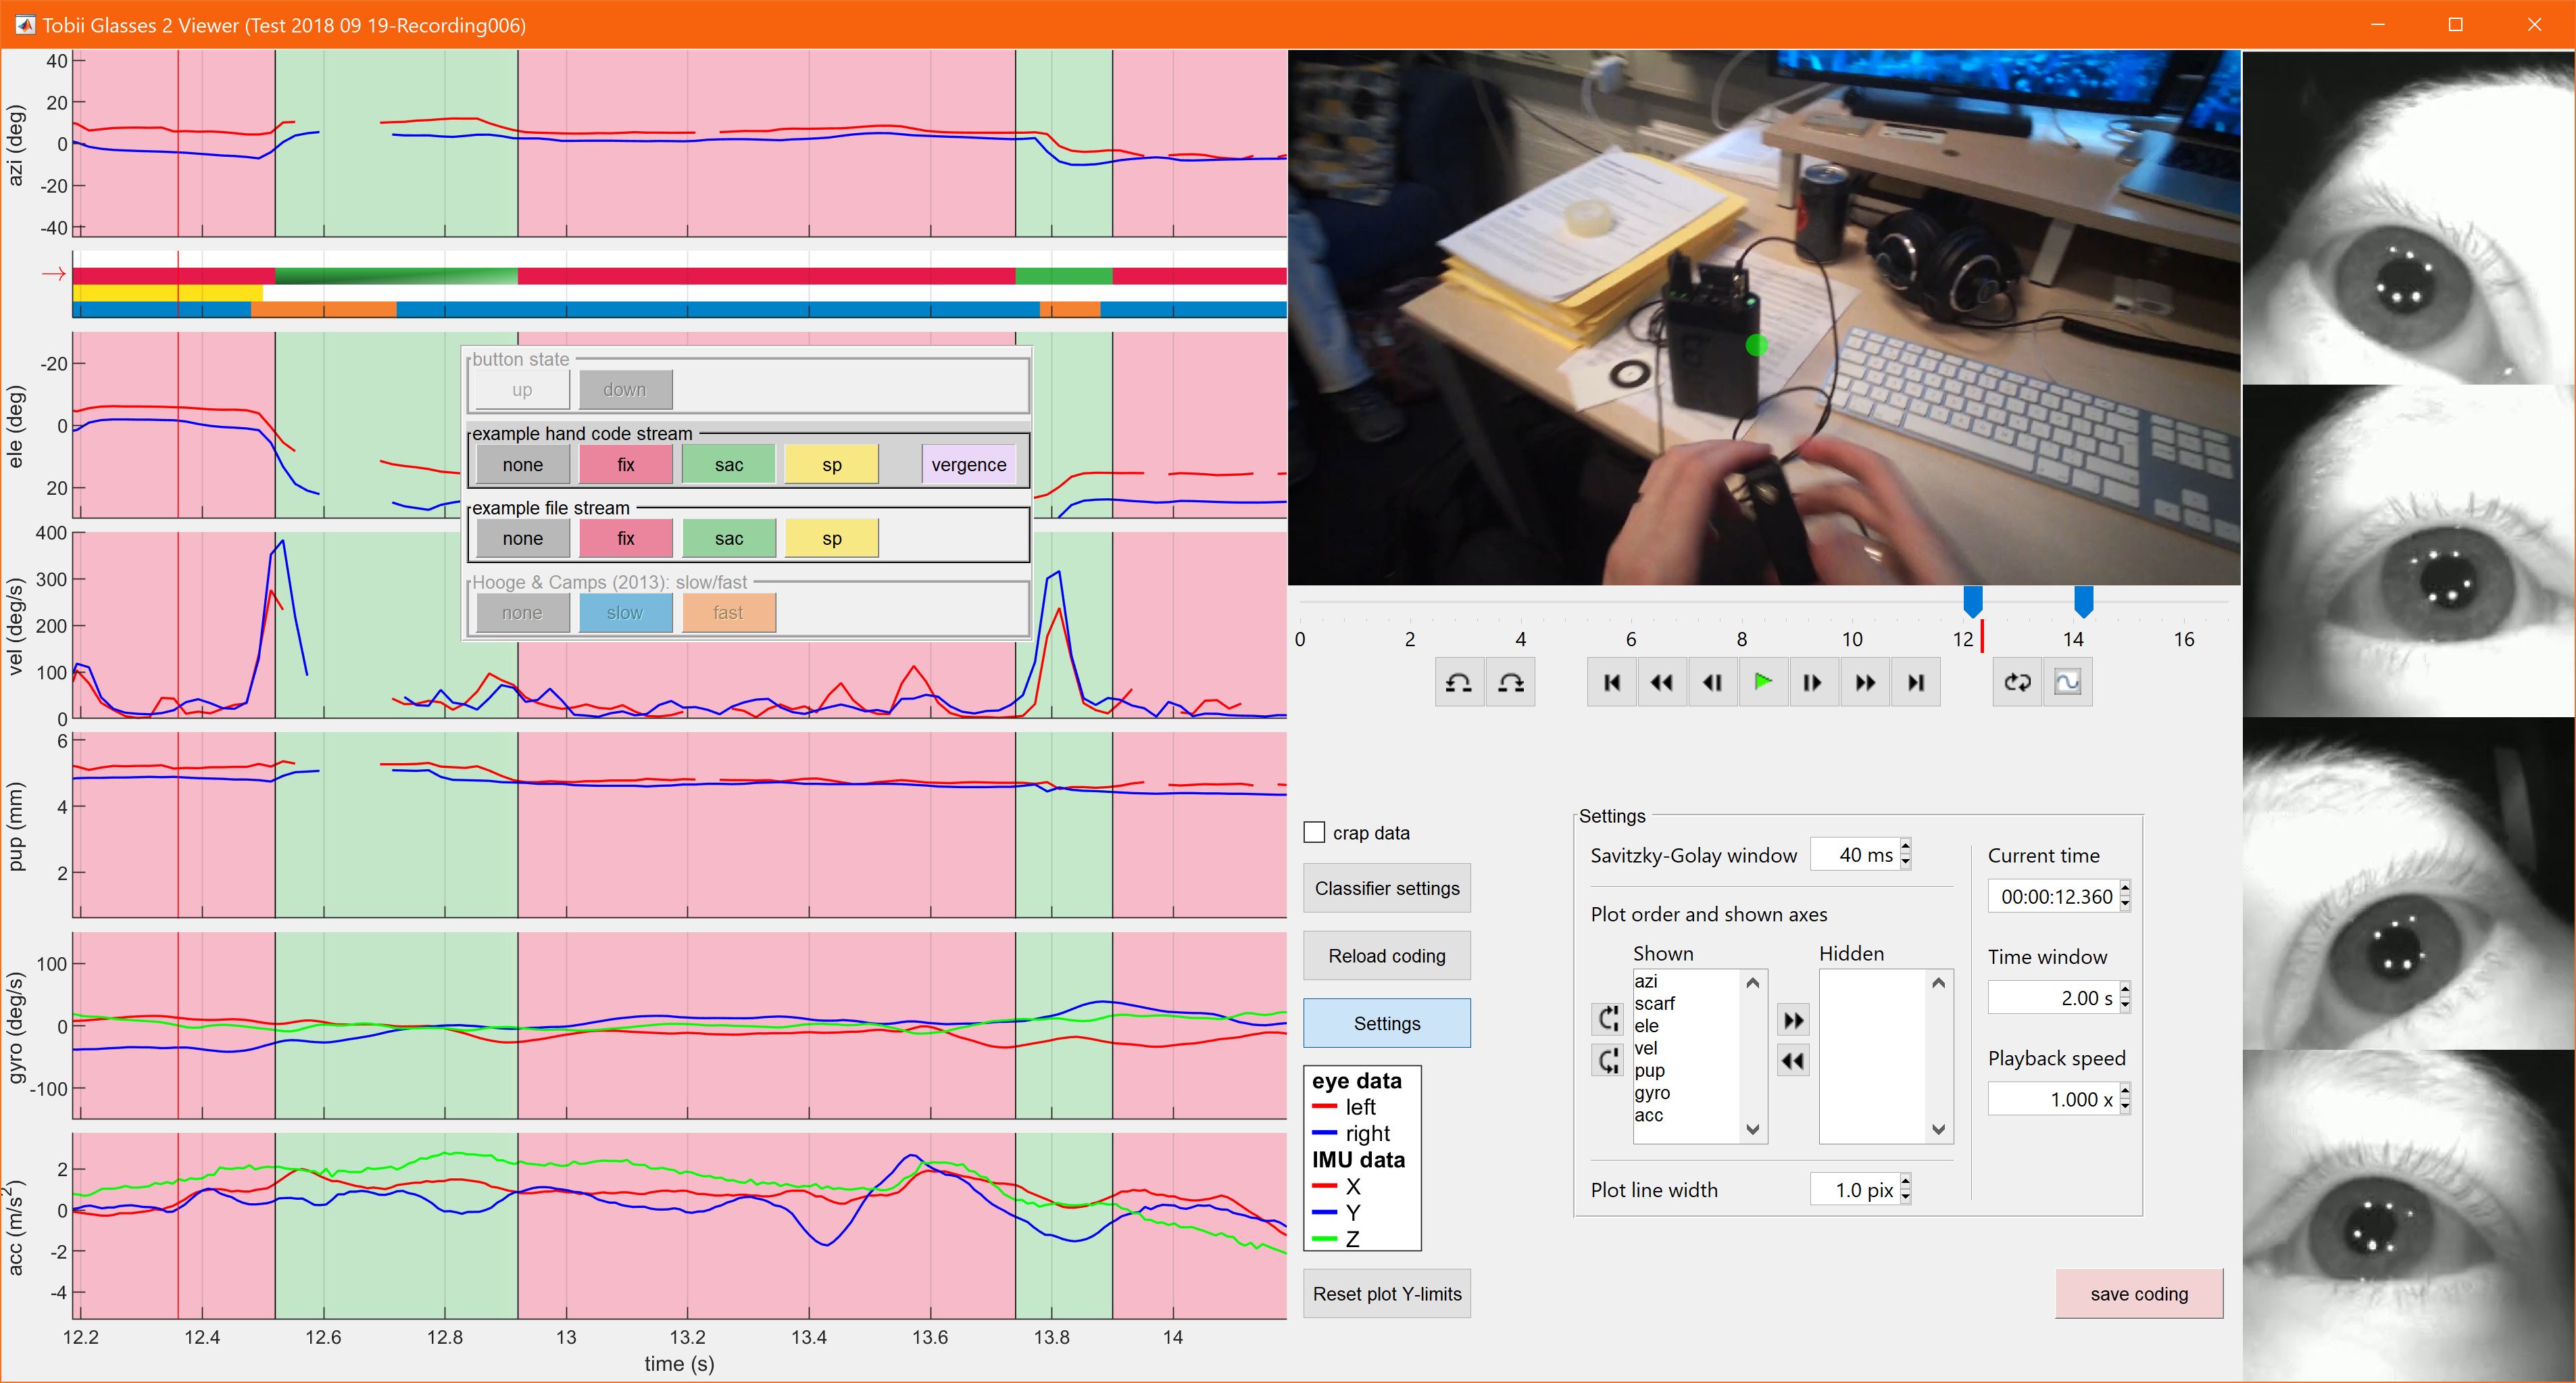 Tobii Glasses 2 Viewer (Test 2018 09 19-Recording006)
azi (deg)
40
20
0
-20
-40
→
ele (deg)
-20
0
20
button state
up down
example hand code stream
none fix sac sp vergence
example file stream
none fix sac sp
Hooge & Camps (2013): slow/fast
none slow fast
vel (deg/s)
400
300
200
100
0
pup (mm)
6
4
2
gyro (deg/s)
100
0
-100
acc (m/s²)
2
0
-2
-4
12.2 12.4 12.6 12.8 13 13.2 13.4 13.6 13.8 14
time (s)
0 2 4 6 8 10 12 14 16
crap data
Classifier settings
Reload coding
Settings
eye data
left
right
IMU data
X
Y
Z
Reset plot Y-limits
Settings
Savitzky-Golay window 40 ms
Plot order and shown axes
Shown Hidden
azi
scarf
ele
vel
pup
gyro
acc
Plot line width 1.0 pix
Current time
00:00:12.360
Time window
2.00 s
Playback speed
1.000 x
save coding